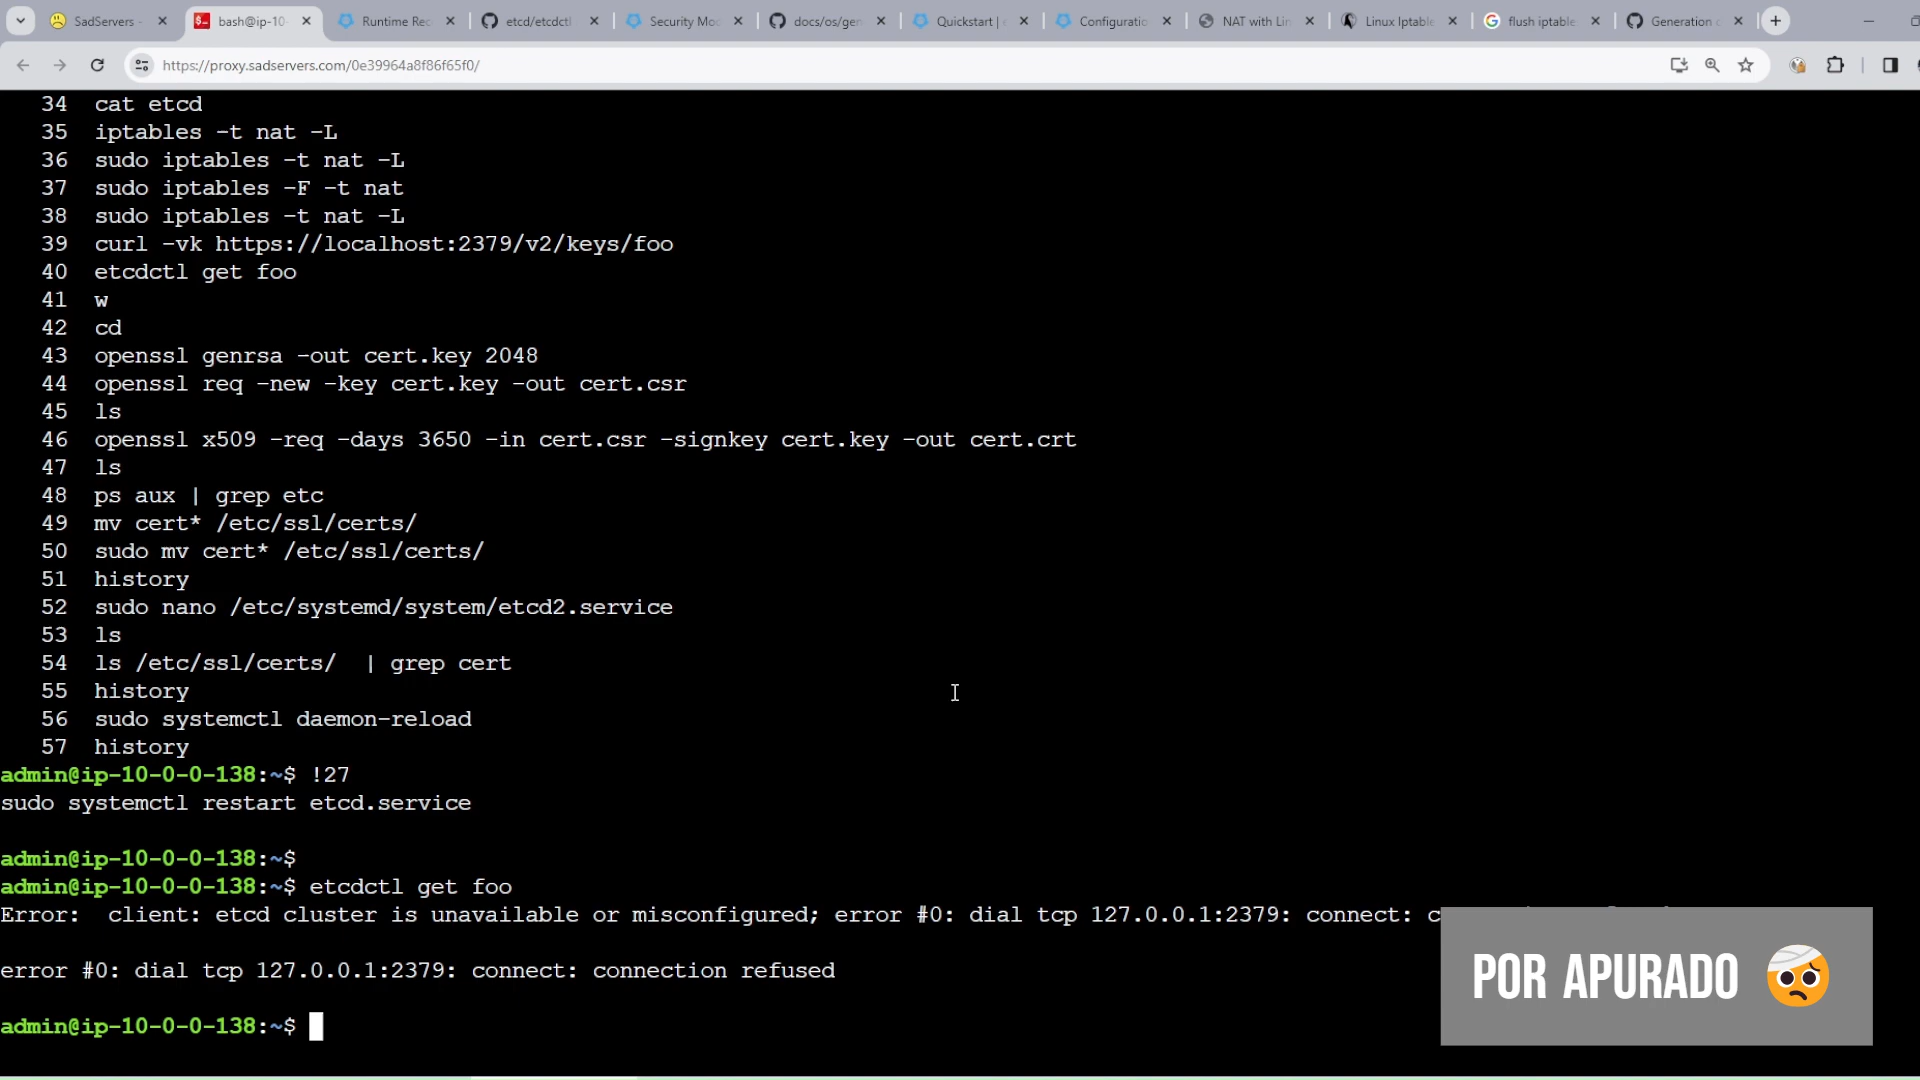 SadServers -
bash@ip-10-
Runtime Rec
etcd/etcdctl
Security Mod
docs/os/gen
Quickstart |
Configuratio
NAT with Lin
Linux Iptable
flush iptable
Generation
https://proxy.sadservers.com/0e39964a8f86f65f0/
34 cat etcd
35 iptables -t nat -L
36 sudo iptables -t nat -L
37 sudo iptables -F -t nat
38 sudo iptables -t nat -L
39 curl -vk https://localhost:2379/v2/keys/foo
40 etcdctl get foo
41 w
42 cd
43 openssl genrsa -out cert.key 2048
44 openssl req -new -key cert.key -out cert.csr
45 ls
46 openssl x509 -req -days 3650 -in cert.csr -signkey cert.key -out cert.crt
47 ls
48 ps aux | grep etc
49 mv cert* /etc/ssl/certs/
50 sudo mv cert* /etc/ssl/certs/
51 history
52 sudo nano /etc/systemd/system/etcd2.service
53 ls
54 ls /etc/ssl/certs/ | grep cert
55 history
56 sudo systemctl daemon-reload
57 history
admin@ip-10-0-0-138:~$ !27
sudo systemctl restart etcd.service
admin@ip-10-0-0-138:~$
admin@ip-10-0-0-138:~$ etcdctl get foo
Error: client: etcd cluster is unavailable or misconfigured; error #0: dial tcp 127.0.0.1:2379: connect: c
error #0: dial tcp 127.0.0.1:2379: connect: connection refused
admin@ip-10-0-0-138:~$
POR APURADO